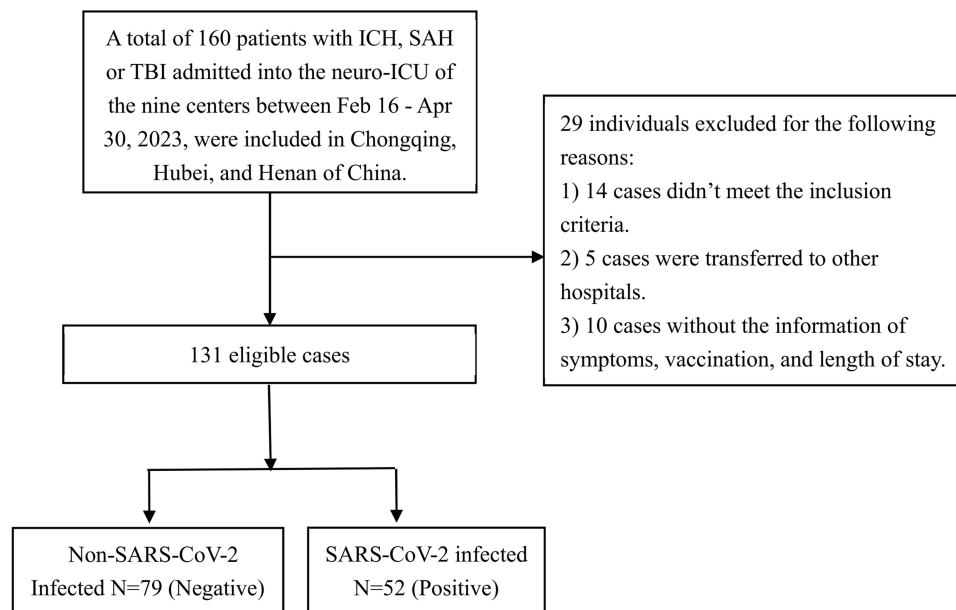 A total of 160 patients with ICH, SAH
or TBI admitted into the neuro-ICU of
the nine centers between Feb 16 - Apr
30, 2023, were included in Chongqing,
Hubei, and Henan of China.
29 individuals excluded for the following
reasons:
1) 14 cases didn’t meet the inclusion
criteria.
2) 5 cases were transferred to other
hospitals.
3) 10 cases without the information of
symptoms, vaccination, and length of stay.
131 eligible cases
Non-SARS-CoV-2
Infected N=79 (Negative)
SARS-CoV-2 infected
N=52 (Positive)